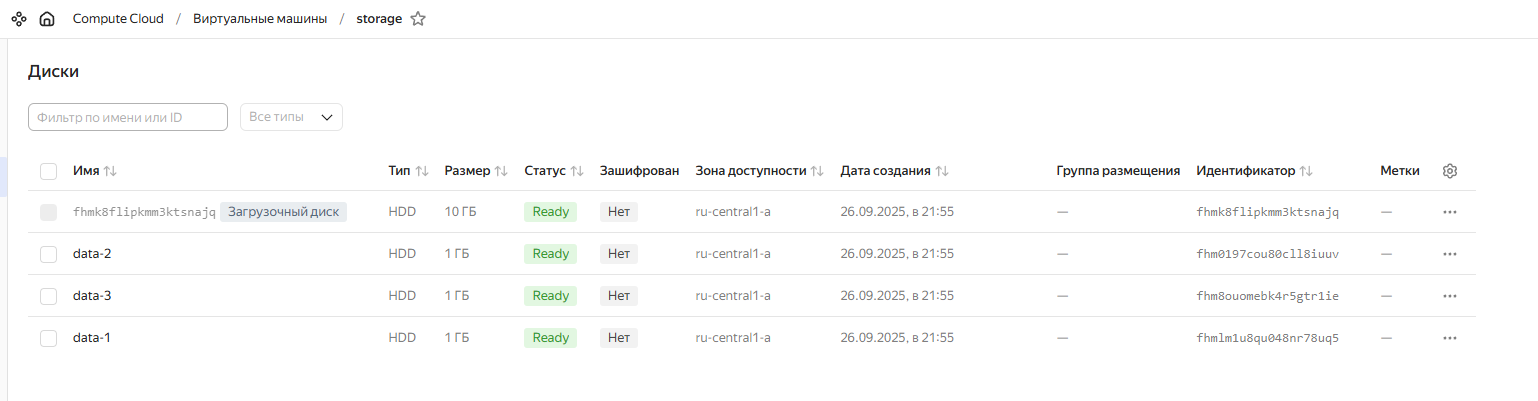 Compute Cloud / Виртуальные машины / storage
Диски
Фильтр по имени или ID Все типы
Имя Тип Размер Статус Зашифрован Зона доступности Дата создания Группа размещения Идентификатор Метки
fhmk8flipkmm3ktsnajq Загрузочный диск HDD 10 ГБ Ready Нет ru-central1-a 26.09.2025, в 21:55 — fhmk8flipkmm3ktsnajq —
data-2 HDD 1 ГБ Ready Нет ru-central1-a 26.09.2025, в 21:55 — fhm0197cou80cll8iuuv —
data-3 HDD 1 ГБ Ready Нет ru-central1-a 26.09.2025, в 21:55 — fhm8ouomebk4r5gtr1ie —
data-1 HDD 1 ГБ Ready Нет ru-central1-a 26.09.2025, в 21:55 — fhmlm1u8qu048nr78uq5 —